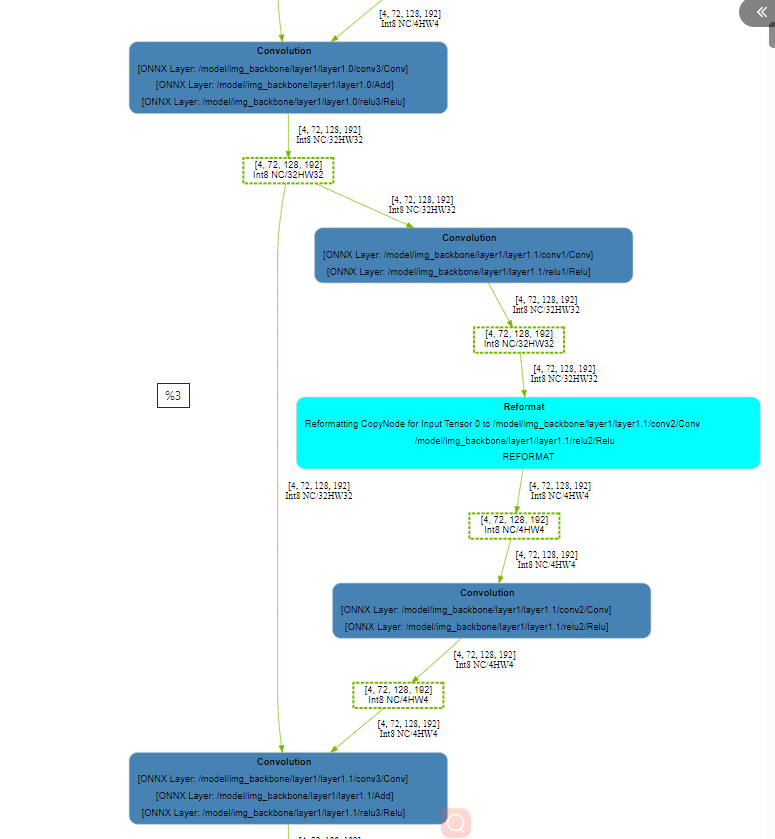 [4, 72, 128, 192]
Int8 NC/4HW4
Convolution
[ONNX Layer: /model/img_backbone/layer1/layer1.0/conv3/Conv]
[ONNX Layer: /model/img_backbone/layer1/layer1.0/Add]
[ONNX Layer: /model/img_backbone/layer1/layer1.0/relu3/Relu]
[4, 72, 128, 192]
Int8 NC/32HW32
[4, 72, 128, 192]
Int8 NC/32HW32
[4, 72, 128, 192]
Int8 NC/32HW32
Convolution
[ONNX Layer: /model/img_backbone/layer1/layer1.1/conv1/Conv]
[ONNX Layer: /model/img_backbone/layer1/layer1.1/relu1/Relu]
[4, 72, 128, 192]
Int8 NC/32HW32
[4, 72, 128, 192]
Int8 NC/32HW32
[4, 72, 128, 192]
Int8 NC/32HW32
%3
Reformat
Reformatting CopyNode for Input Tensor 0 to /model/img_backbone/layer1/layer1.1/conv2/Conv
/model/img_backbone/layer1/layer1.1/relu2/Relu
REFORMAT
[4, 72, 128, 192]
Int8 NC/32HW32
[4, 72, 128, 192]
Int8 NC/4HW4
[4, 72, 128, 192]
Int8 NC/4HW4
[4, 72, 128, 192]
Int8 NC/4HW4
Convolution
[ONNX Layer: /model/img_backbone/layer1/layer1.1/conv2/Conv]
[ONNX Layer: /model/img_backbone/layer1/layer1.1/relu2/Relu]
[4, 72, 128, 192]
Int8 NC/4HW4
[4, 72, 128, 192]
Int8 NC/4HW4
[4, 72, 128, 192]
Int8 NC/4HW4
Convolution
[ONNX Layer: /model/img_backbone/layer1/layer1.1/conv3/Conv]
[ONNX Layer: /model/img_backbone/layer1/layer1.1/Add]
[ONNX Layer: /model/img_backbone/layer1/layer1.1/relu3/Relu]